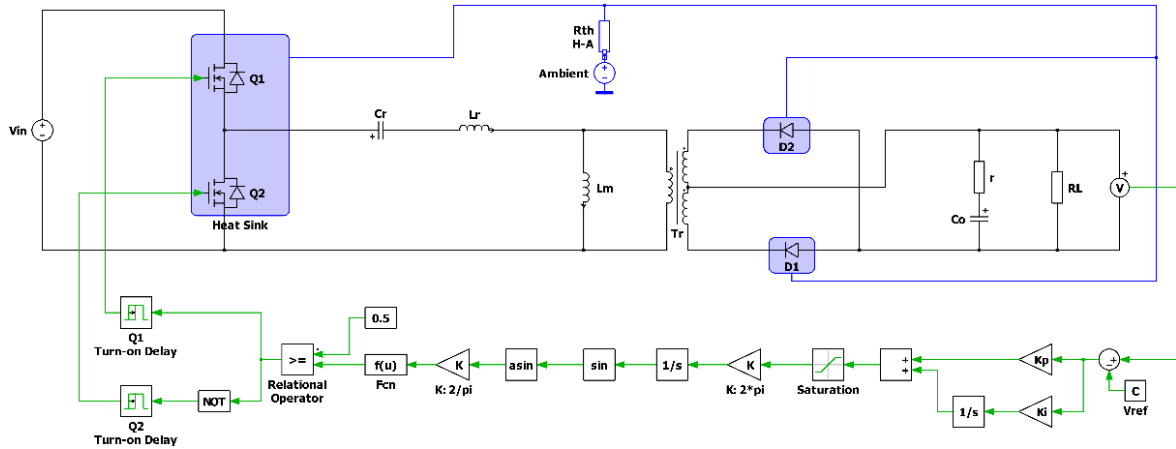 Rth
H-A
Ambient
Q1
Vin
Cr
Lr
+
D2
Q2
Lm
Tr
r
Co
RL
V
Heat Sink
D1
Q1
Turn-on Delay
0.5
>=
Relational
Operator
f(u)
Fcn
K
K: 2/pi
asin
sin
1/s
K
K: 2*pi
Saturation
+
+
Kp
C
Vref
NOT
Q2
Turn-on Delay
1/s
Ki